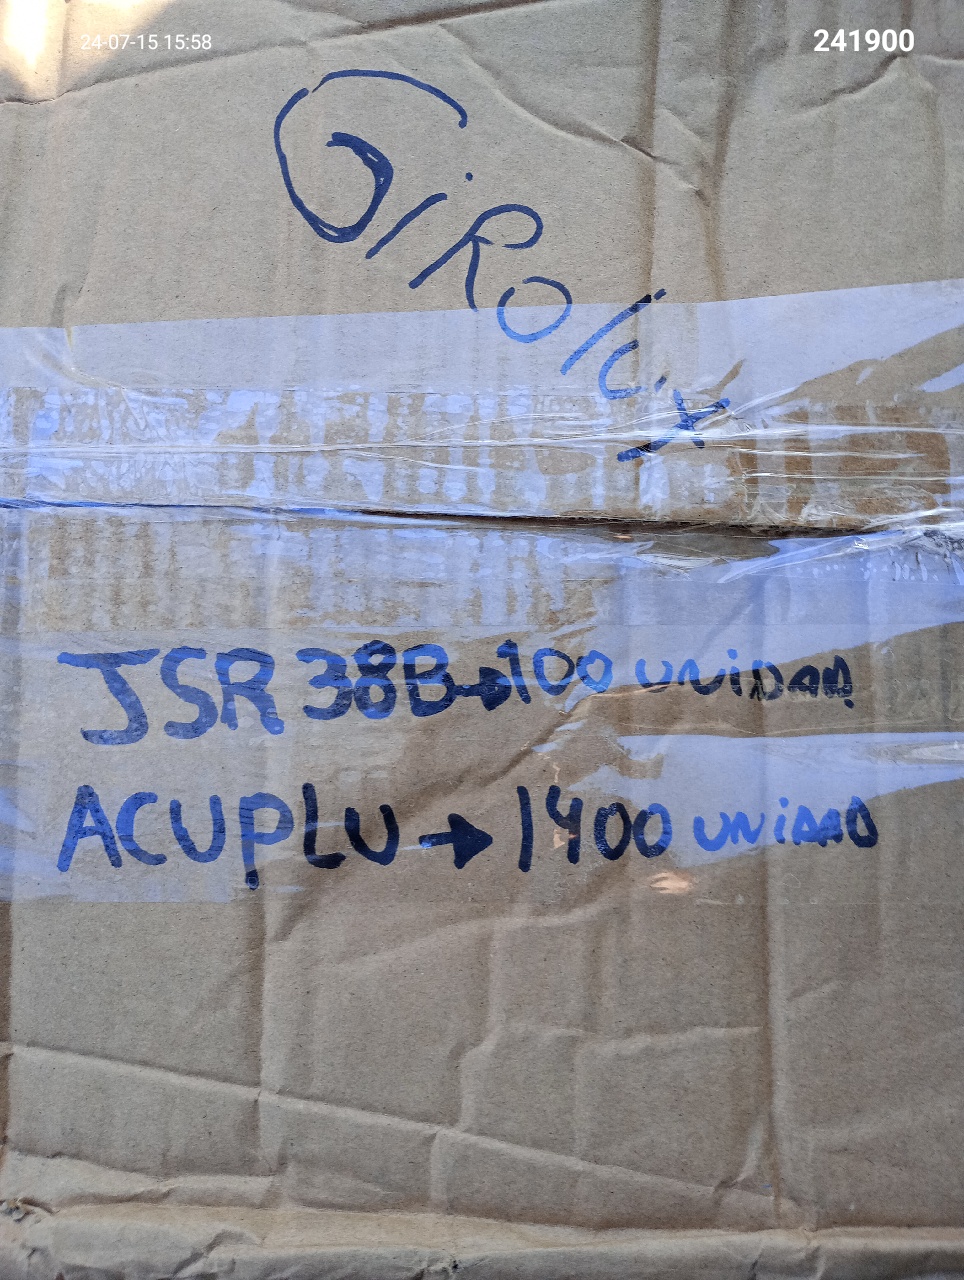 24-07-15 15:58
241900
GiROlux
JSR 38B→100 UNiDAD
ACUPLU → 1400 UNiDAD